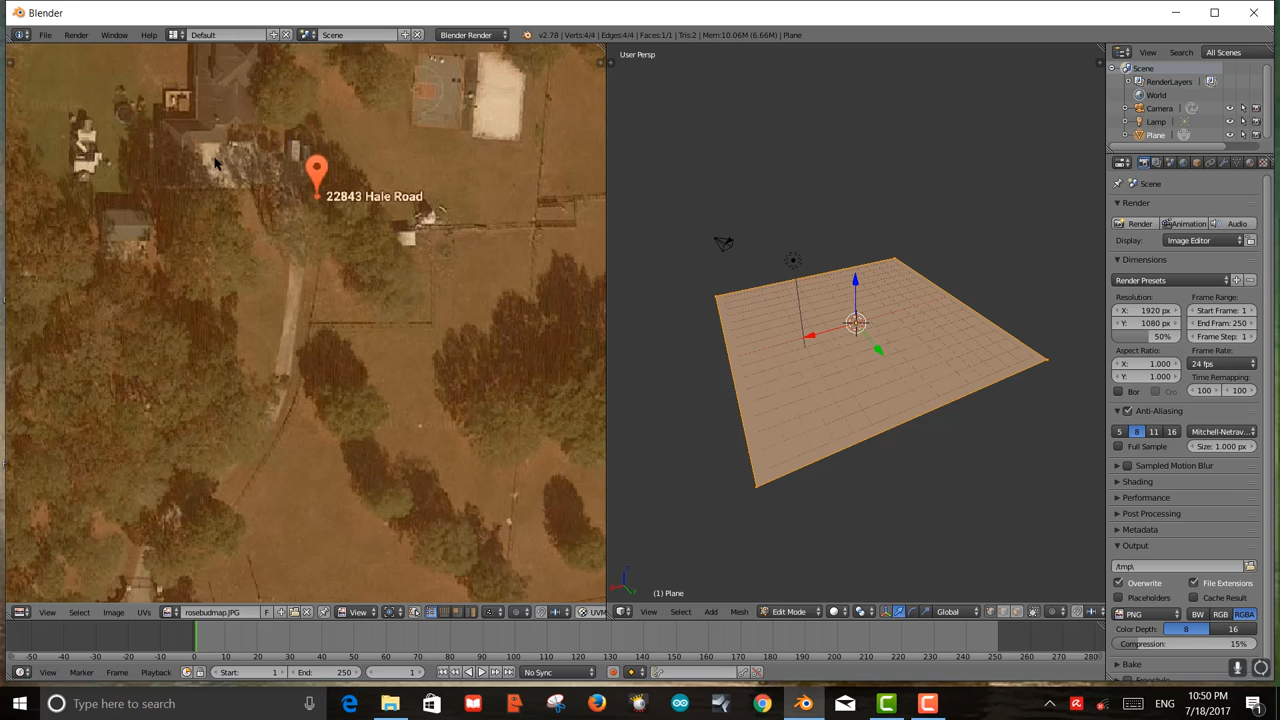 Blender
File Render Window Help Default Scene Blender Render v2.78 | Verts:4/4 | Edges:4/4 | Faces:1/1 | Tris:2 | Mem:10.06M (6.66M) | Plane
View Search All Scenes
User Persp
Scene
RenderLayers
World
Camera
Lamp
Plane
Scene
22843 Hale Road
Render
Render Animation Audio
Display: Image Editor
Dimensions
Render Presets
Resolution: Frame Range:
X: 1920 px Start Frame: 1
Y: 1080 px End Fram: 250
50% Frame Step: 1
Aspect Ratio: Frame Rate:
X: 1.000 24 fps
Y: 1.000 Time Remapping:
Bor Cro 100 100
Anti-Aliasing
5 8 11 16 Mitchell-Netrav...
Full Sample Size: 1.000 px
Sampled Motion Blur
Shading
Performance
Post Processing
Metadata
Output
/tmp\
Overwrite File Extensions
Placeholders Cache Result
(1) Plane
View Select Image UVs rosebudmap.JPG F View UVM View Select Add Mesh Edit Mode Global
PNG BW RGB RGBA
Color Depth: 8 16
Compression: 15%
Bake
-50 -40 -30 -20 -10 0 10 20 30 40 50 60 70 80 90 100 110 120 130 140 150 160 170 180 190 200 210 220 230 240 250 260 270 280
View Marker Frame Playback Start: 1 End: 250 1 No Sync
Type here to search
ENG
10:50 PM
7/18/2017